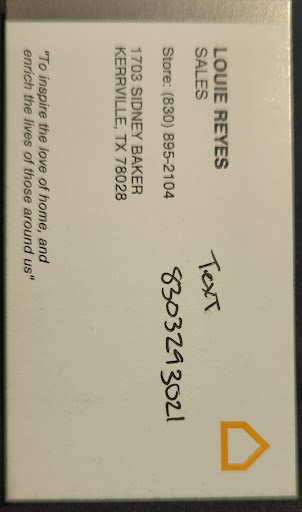 LOUIE REYES
SALES
Store: (830) 895-2104
1703 SIDNEY BAKER
KERRVILLE, TX 78028
Text
8303293021
"To inspire the love of home, and
enrich the lives of those around us"